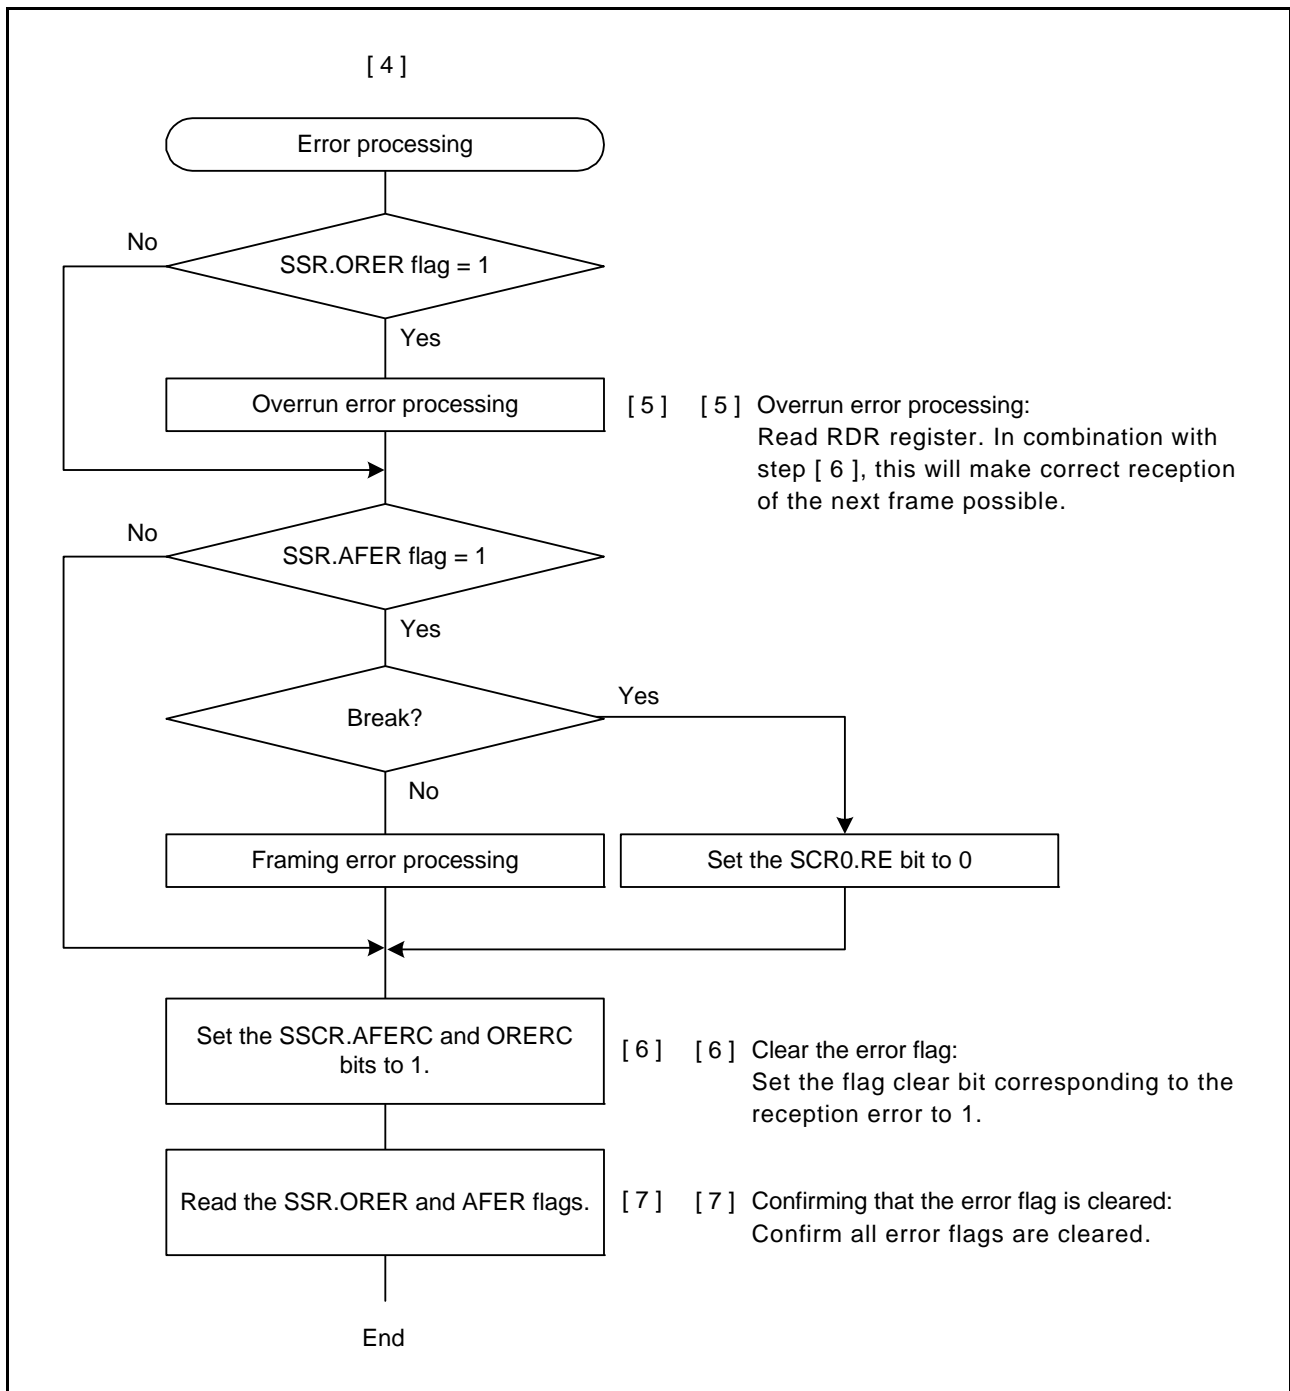 [ 4 ]
Error processing
No
SSR.ORER flag = 1
Yes
Overrun error processing
[ 5 ]
[ 5 ] Overrun error processing:
Read RDR register. In combination with
step [ 6 ], this will make correct reception
of the next frame possible.
No
SSR.AFER flag = 1
Yes
Break?
Yes
No
Framing error processing
Set the SCR0.RE bit to 0
Set the SSCR.AFERC and ORERC
bits to 1.
[ 6 ]
[ 6 ] Clear the error flag:
Set the flag clear bit corresponding to the
reception error to 1.
Read the SSR.ORER and AFER flags.
[ 7 ]
[ 7 ] Confirming that the error flag is cleared:
Confirm all error flags are cleared.
End